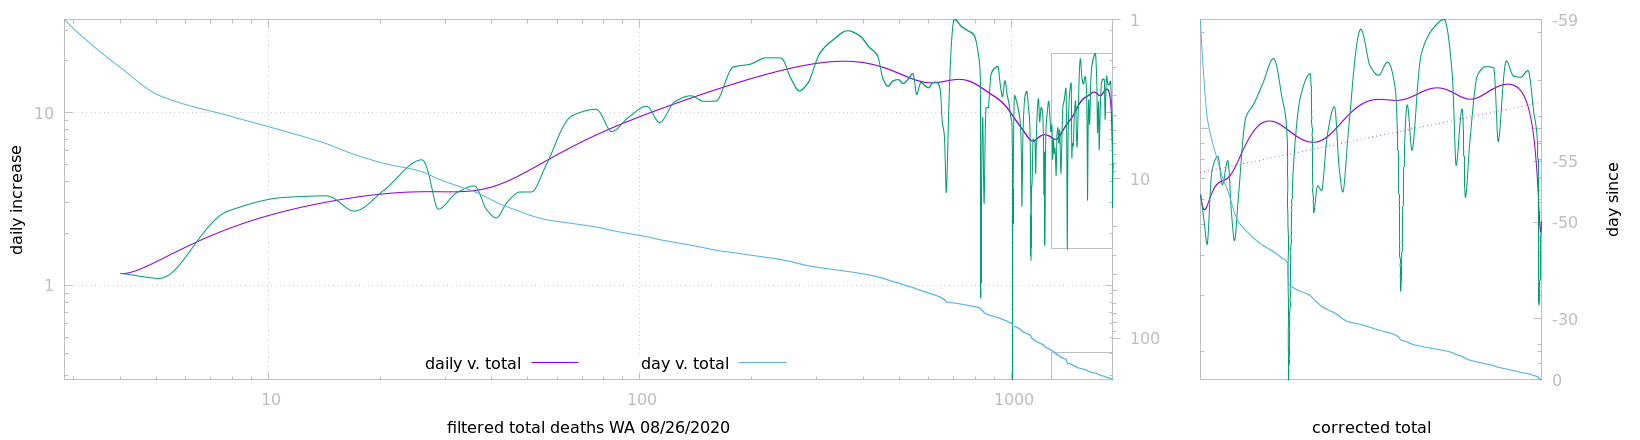 daily increase
10
1
daily v. total
day v. total
10
100
1000
1
10
100
filtered total deaths WA 08/26/2020
-59
-55
-50
-30
0
day since
corrected total